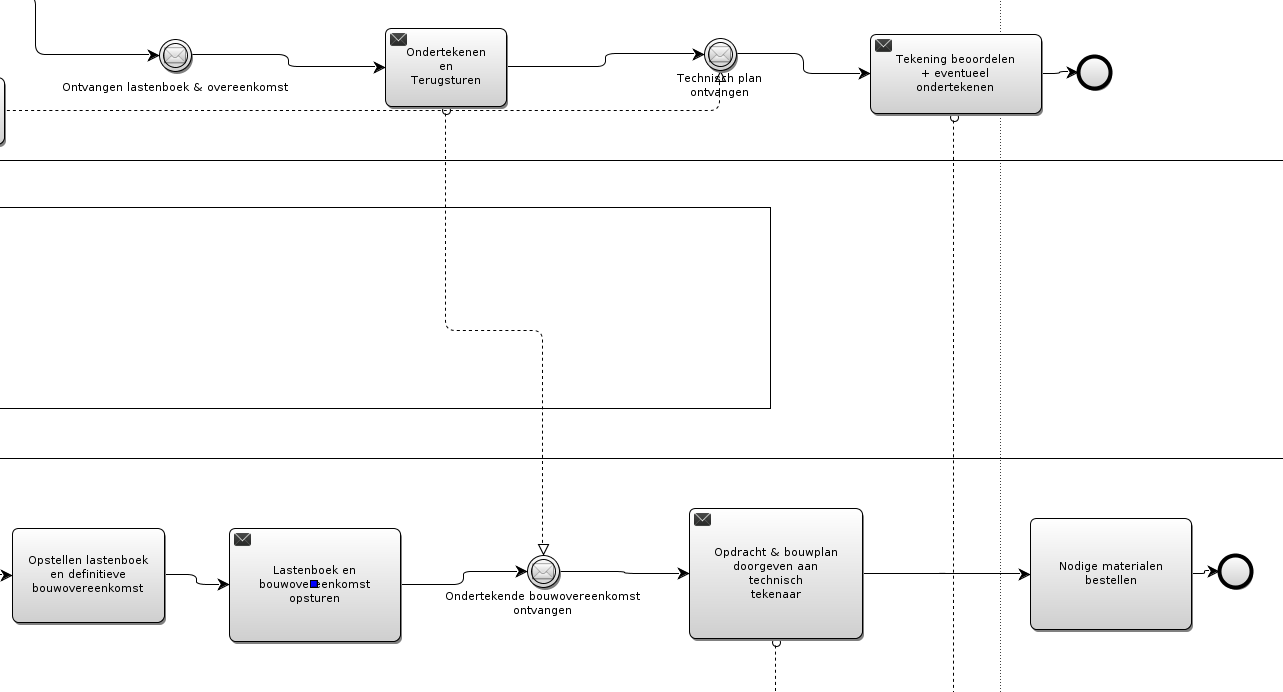 Ondertekenen
en
Terugsturen
Ontvangen lastenboek & overeenkomst
Technisch plan
ontvangen
Tekening beoordelen
+ eventueel
ondertekenen
Opstellen lastenboek
en definitieve
bouwovereenkomst
Lastenboek en
bouwovereenkomst
opsturen
Ondertekende bouwovereenkomst
ontvangen
Opdracht & bouwplan
doorgeven aan
technisch
tekenaar
Nodige materialen
bestellen